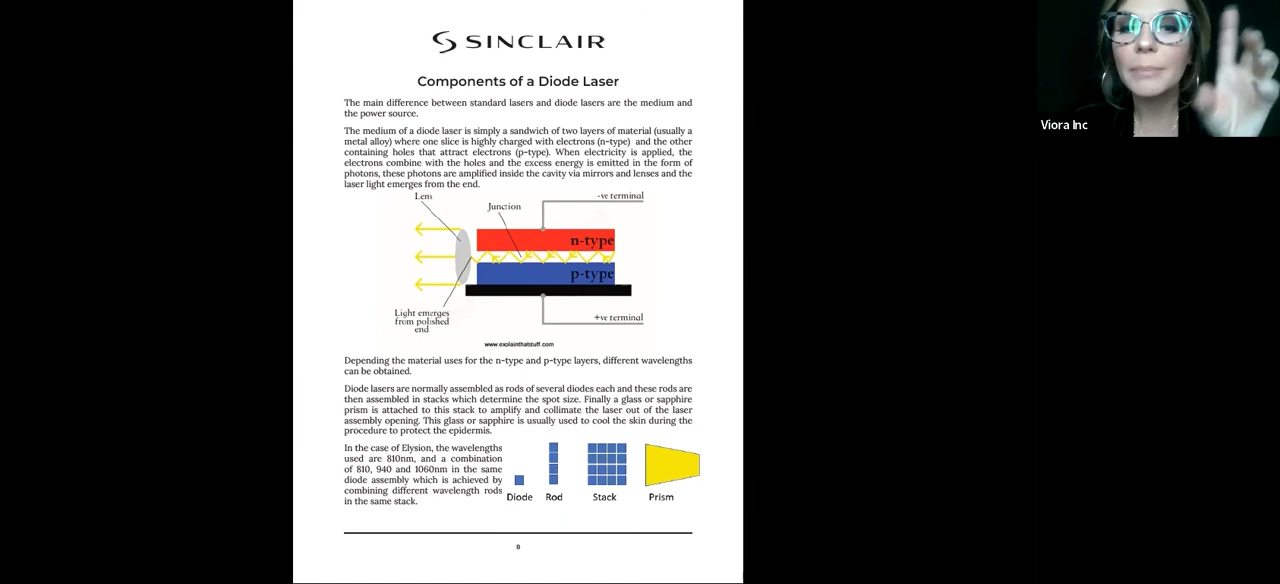 SINCLAIR
Components of a Diode Laser
The main difference between standard lasers and diode lasers are the medium and
the power source.
The medium of a diode laser is simply a sandwich of two layers of material (usually a
metal alloy) where one slice is highly charged with electrons (n-type) and the other
containing holes that attract electrons (p-type). When electricity is applied, the
electrons combine with the holes and the excess energy is emitted in the form of
photons, these photons are amplified inside the cavity via mirrors and lenses and the
laser light emerges from the end.
Lens
Junction
-ve terminal
n-type
p-type
Light emerges
from polished
end
+ve terminal
www.explainthatstuff.com
Depending the material uses for the n-type and p-type layers, different wavelengths
can be obtained.
Diode lasers are normally assembled as rods of several diodes each and these rods are
then assembled in stacks which determine the spot size. Finally a glass or sapphire
prism is attached to this stack to amplify and collimate the laser out of the laser
assembly opening. This glass or sapphire is usually used to cool the skin during the
procedure to protect the epidermis.
In the case of Elysion, the wavelengths
used are 810nm, and a combination
of 810, 940 and 1060nm in the same
diode assembly which is achieved by
combining different wavelength rods
in the same stack.
Diode
Rod
Stack
Prism
8
Viora Inc